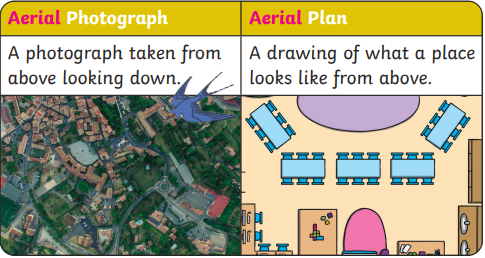 Aerial Photograph
A photograph taken from
above looking down.
Aerial Plan
A drawing of what a place
looks like from above.